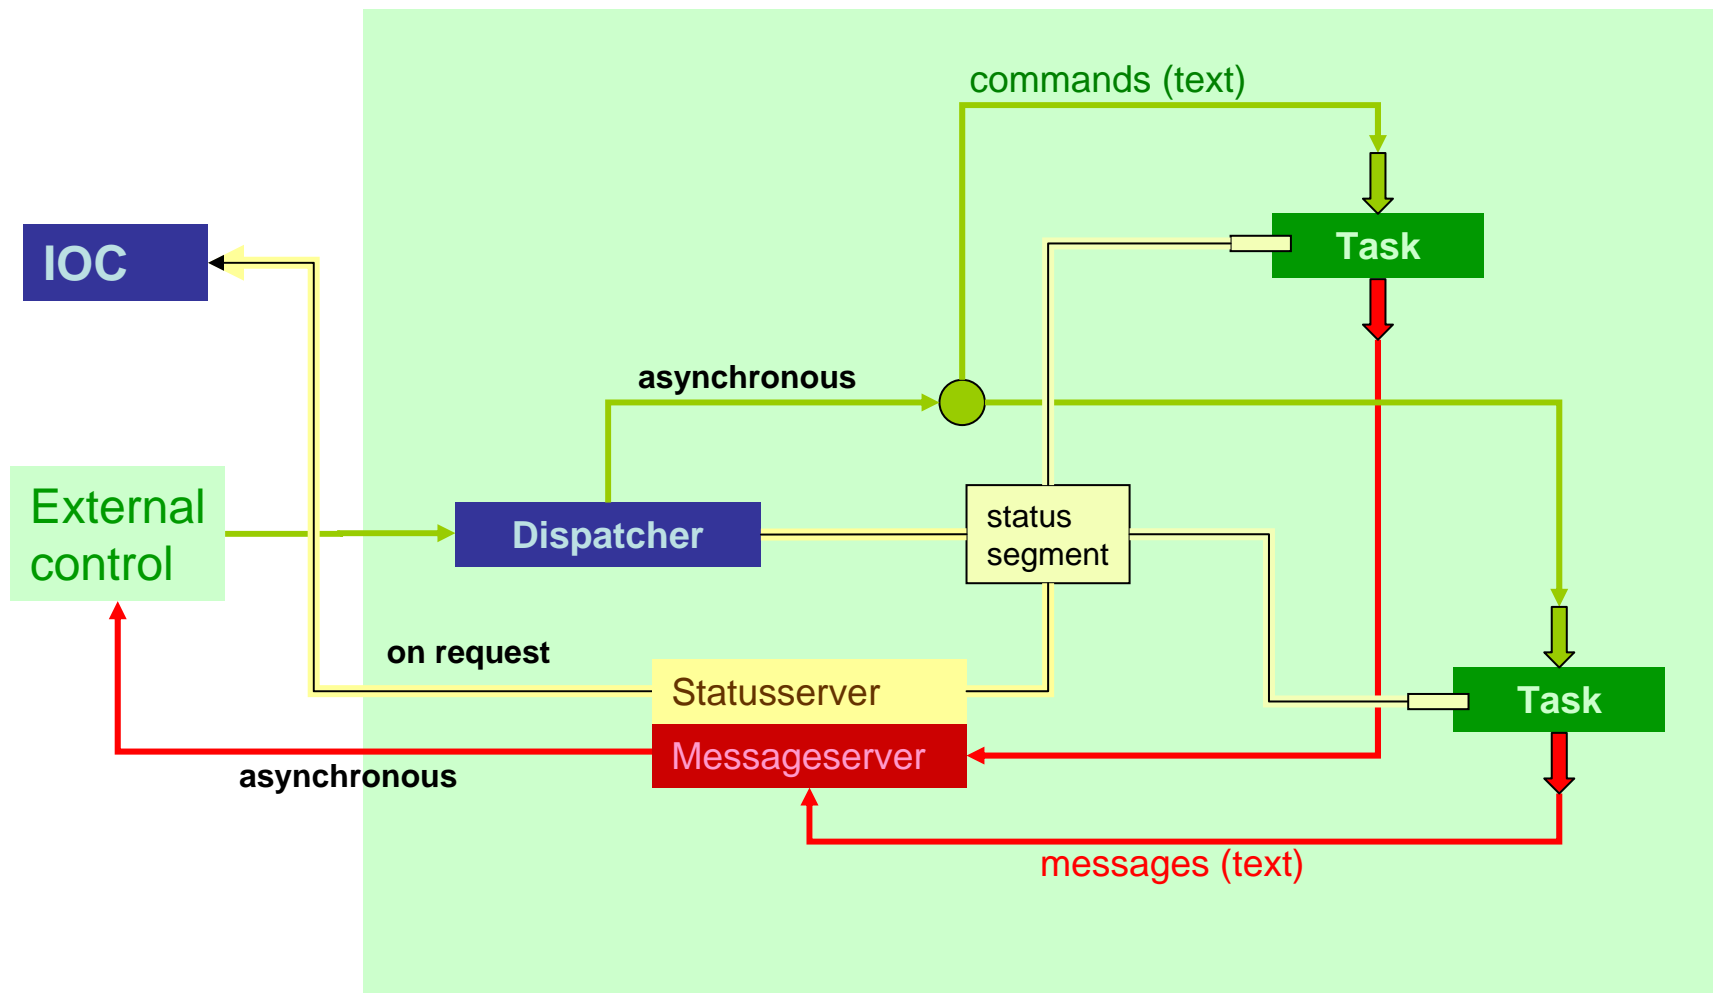 commands (text)
Task
IOC
asynchronous
External
control
Dispatcher
status
segment
on request
Statusserver
Task
Messageserver
asynchronous
messages (text)